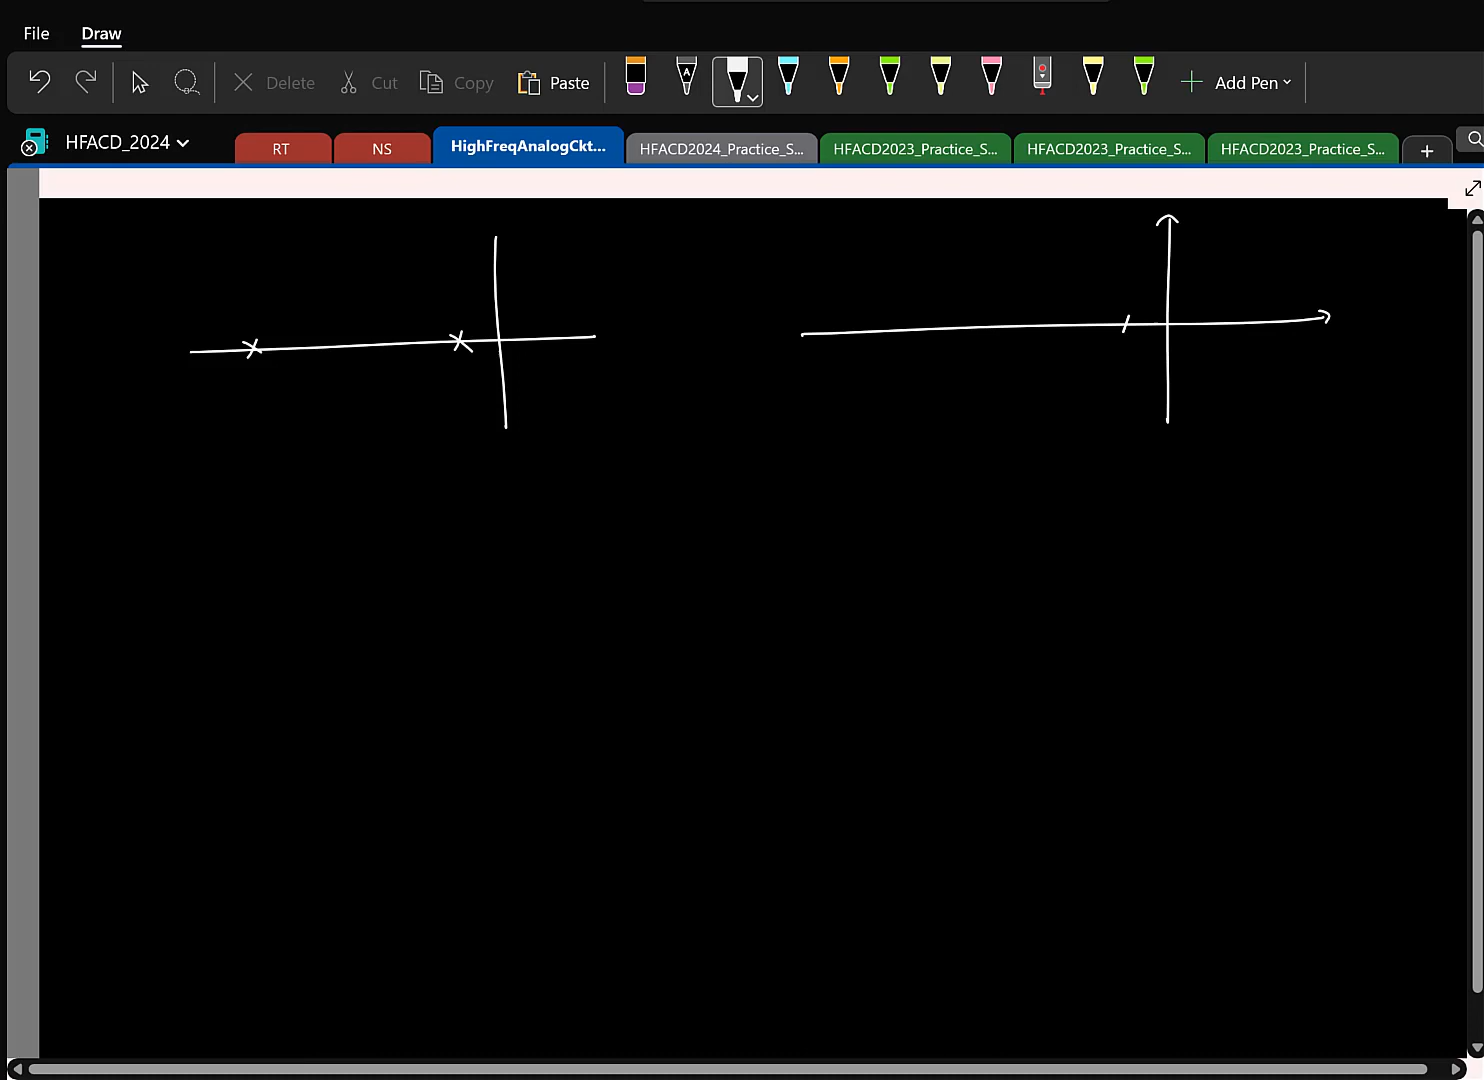 File Draw
Delete Cut Copy Paste Add Pen
HFACD_2024 RT NS HighFreqAnalogCkt... HFACD2024_Practice_S... HFACD2023_Practice_S... HFACD2023_Practice_S... HFACD2023_Practice_S... +